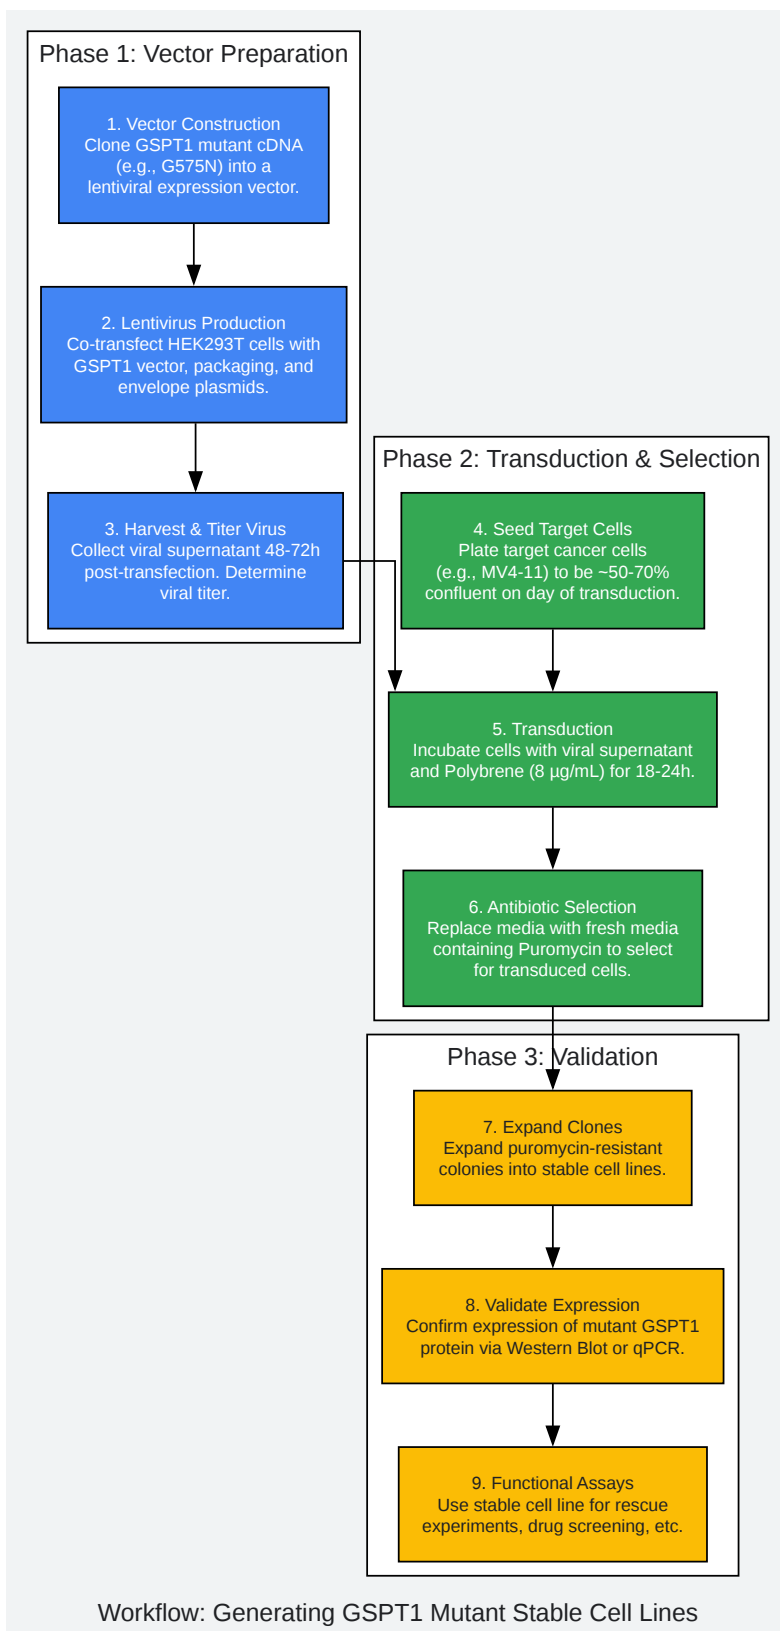 Phase 1: Vector Preparation
1. Vector Construction
Clone GSPT1 mutant cDNA
(e.g., G575N) into a
lentiviral expression vector.
2. Lentivirus Production
Co-transfect HEK293T cells with
GSPT1 vector, packaging, and
envelope plasmids.
3. Harvest & Titer Virus
Collect viral supernatant 48-72h
post-transfection. Determine
viral titer.
Phase 2: Transduction & Selection
4. Seed Target Cells
Plate target cancer cells
(e.g., MV4-11) to be ~50-70%
confluent on day of transduction.
5. Transduction
Incubate cells with viral supernatant
and Polybrene (8 µg/mL) for 18-24h.
6. Antibiotic Selection
Replace media with fresh media
containing Puromycin to select
for transduced cells.
Phase 3: Validation
7. Expand Clones
Expand puromycin-resistant
colonies into stable cell lines.
8. Validate Expression
Confirm expression of mutant GSPT1
protein via Western Blot or qPCR.
9. Functional Assays
Use stable cell line for rescue
experiments, drug screening, etc.
Workflow: Generating GSPT1 Mutant Stable Cell Lines